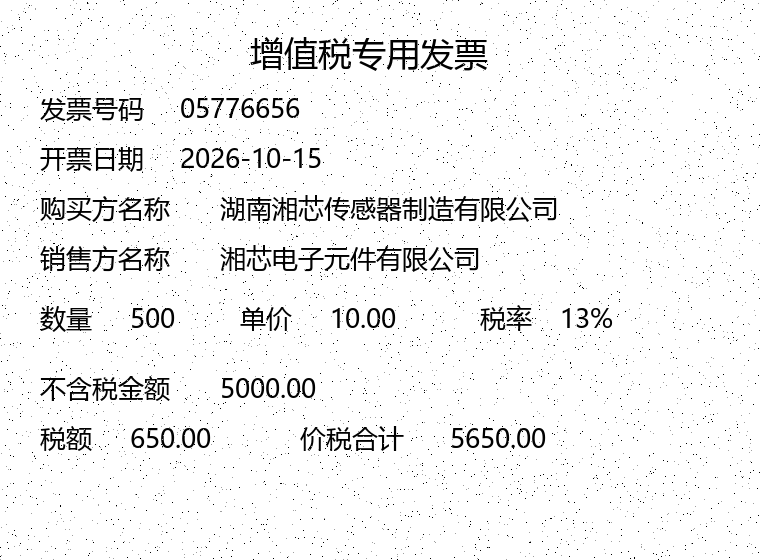 增值税专用发票
发票号码 05776656
开票日期 2026-10-15
购买方名称 湖南湘芯传感器制造有限公司
销售方名称 湘芯电子元件有限公司
数量 500 单价 10.00 税率 13%
不含税金额 5000.00
税额 650.00 价税合计 5650.00